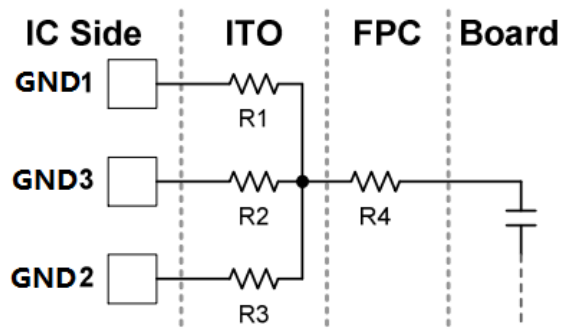 IC Side ITO FPC Board
GND1
R1
GND3
R2 R4
GND2
R3